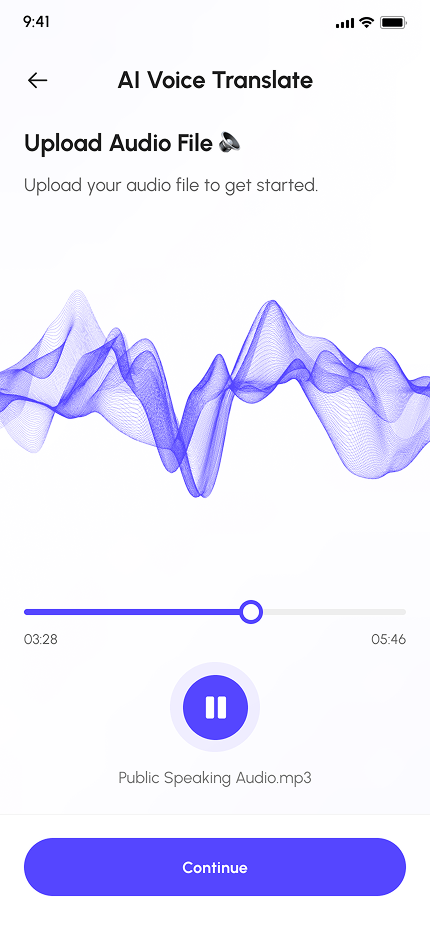 9:41
AI Voice Translate
Upload Audio File 🔈
Upload your audio file to get started.
03:28 05:46
Public Speaking Audio.mp3
Continue